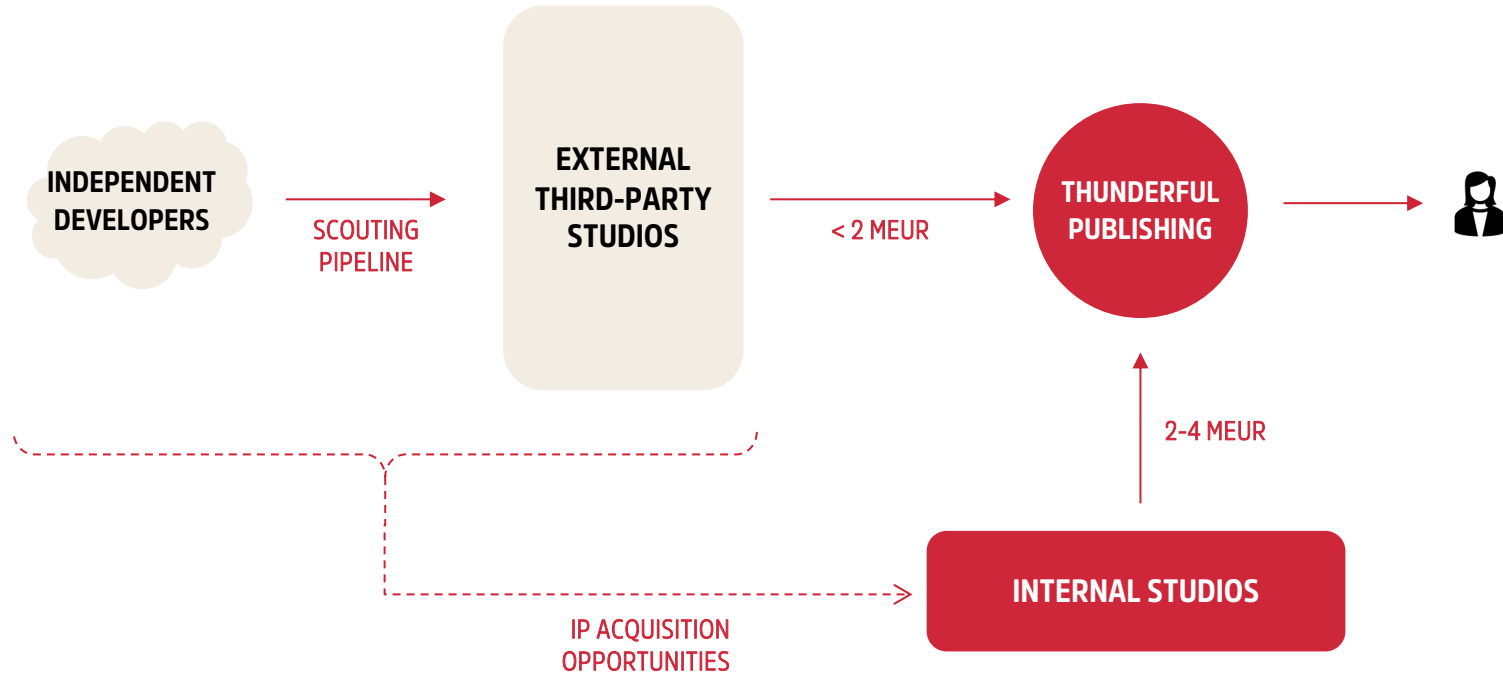 INDEPENDENT
DEVELOPERS
SCOUTING
PIPELINE
EXTERNAL
THIRD-PARTY
STUDIOS
< 2 MEUR
THUNDERFUL
PUBLISHING
2-4 MEUR
INTERNAL STUDIOS
IP ACQUISITION
OPPORTUNITIES